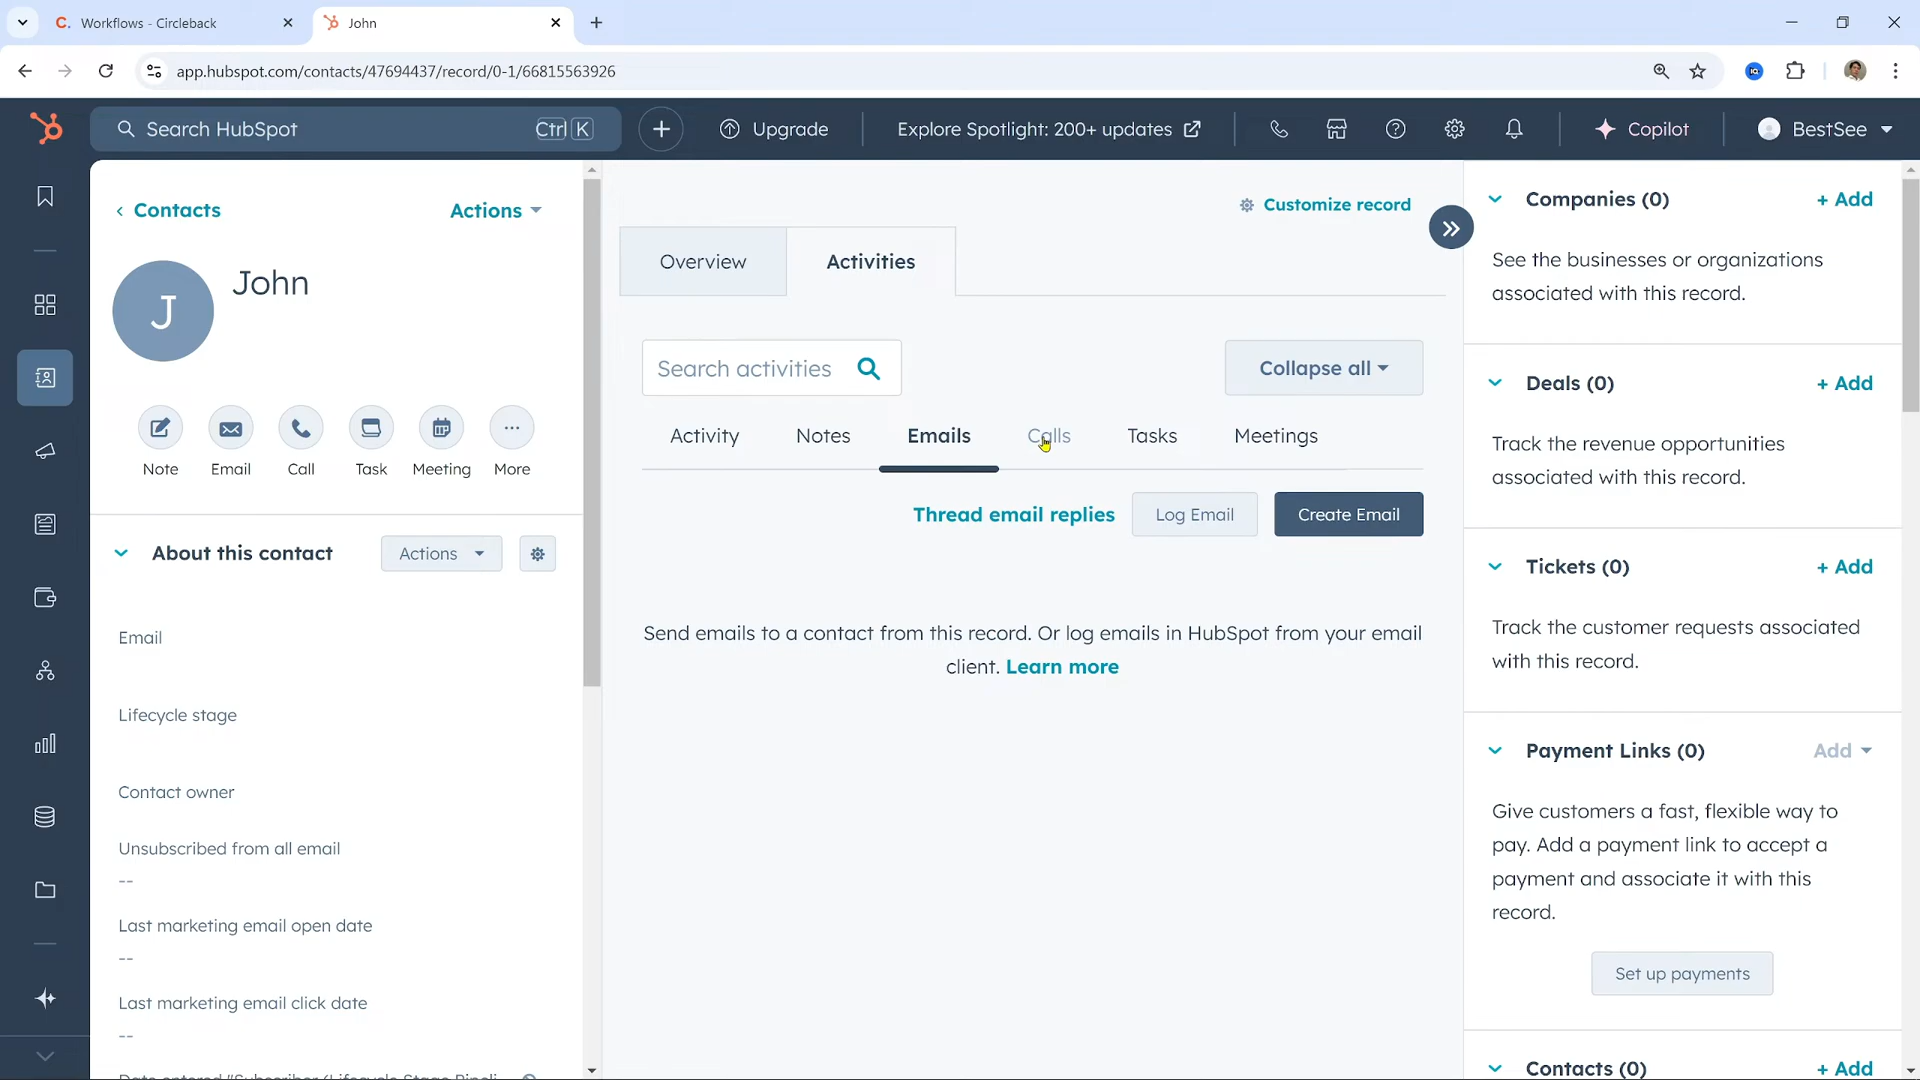 Workflows - Circleback
John
app.hubspot.com/contacts/47694437/record/0-1/66815563926
Search HubSpot
Ctrl K
Upgrade
Explore Spotlight: 200+ updates
Copilot
BestSee
Contacts
Actions
J
John
Note
Email
Call
Task
Meeting
More
About this contact
Actions
Email
Lifecycle stage
Contact owner
Unsubscribed from all email
--
Last marketing email open date
--
Last marketing email click date
--
Date entered "Subscriber (Lifecycle Stage Pipeli
Customize record
Overview
Activities
Search activities
Collapse all
Activity
Notes
Emails
Calls
Tasks
Meetings
Thread email replies
Log Email
Create Email
Send emails to a contact from this record. Or log emails in HubSpot from your email
client. Learn more
Companies (0)
+ Add
See the businesses or organizations
associated with this record.
Deals (0)
+ Add
Track the revenue opportunities
associated with this record.
Tickets (0)
+ Add
Track the customer requests associated
with this record.
Payment Links (0)
Add
Give customers a fast, flexible way to
pay. Add a payment link to accept a
payment and associate it with this
record.
Set up payments
Contacts (0)
+ Add